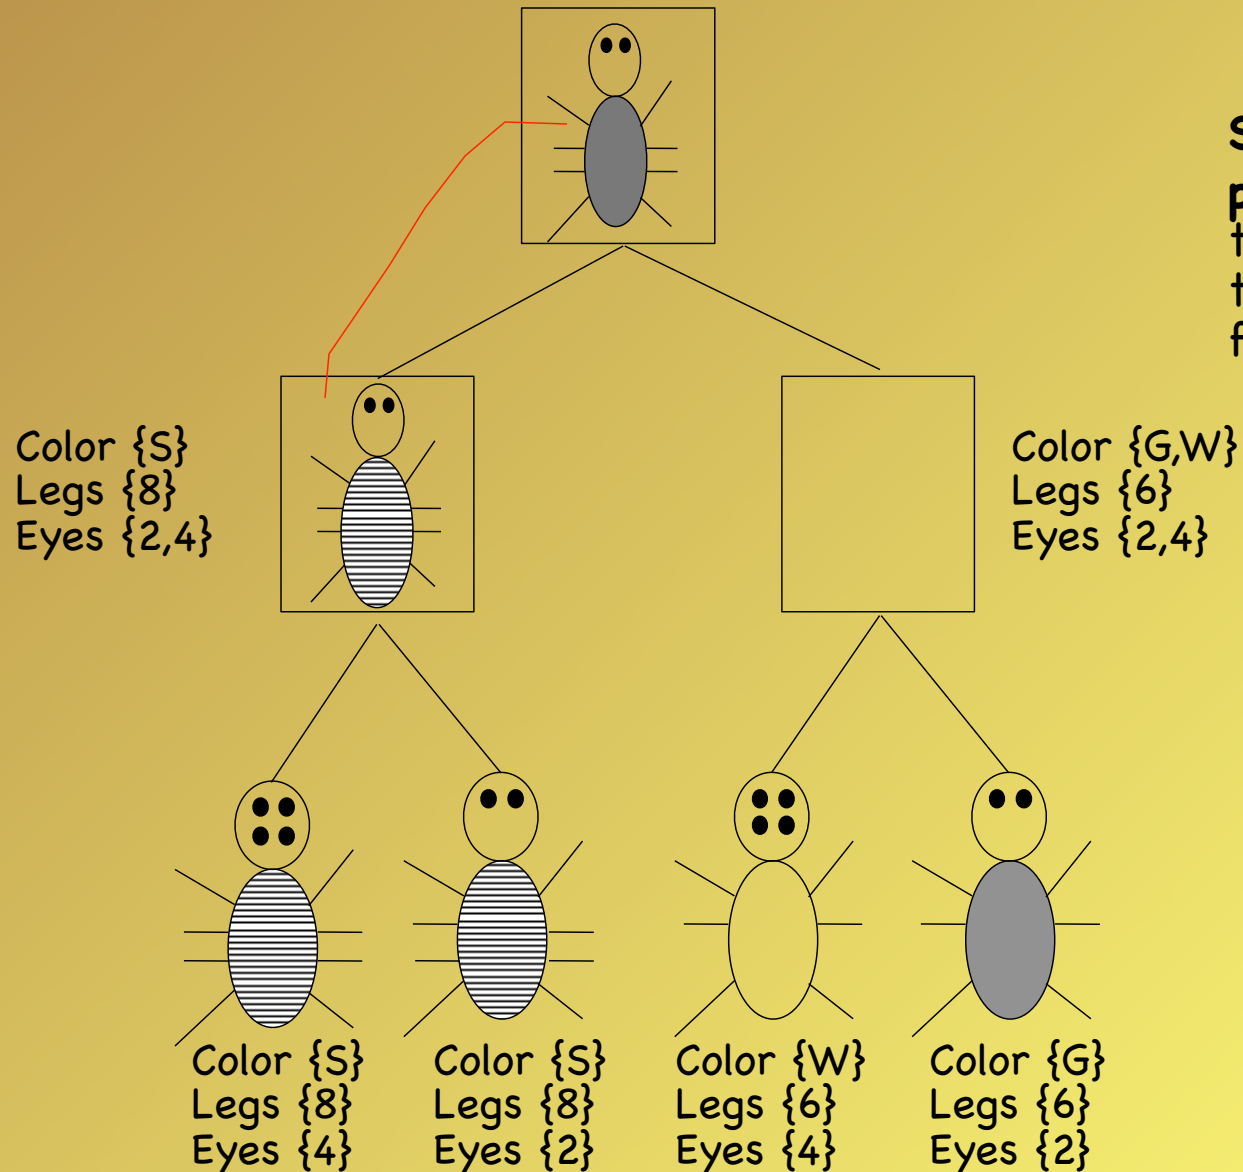 Color {S}
Legs {8}
Eyes {2,4}
Color {G,W}
Legs {6}
Eyes {2,4}
Color {S}
Legs {8}
Eyes {4}
Color {S}
Legs {8}
Eyes {2}
Color {W}
Legs {6}
Eyes {4}
Color {G}
Legs {6}
Eyes {2}